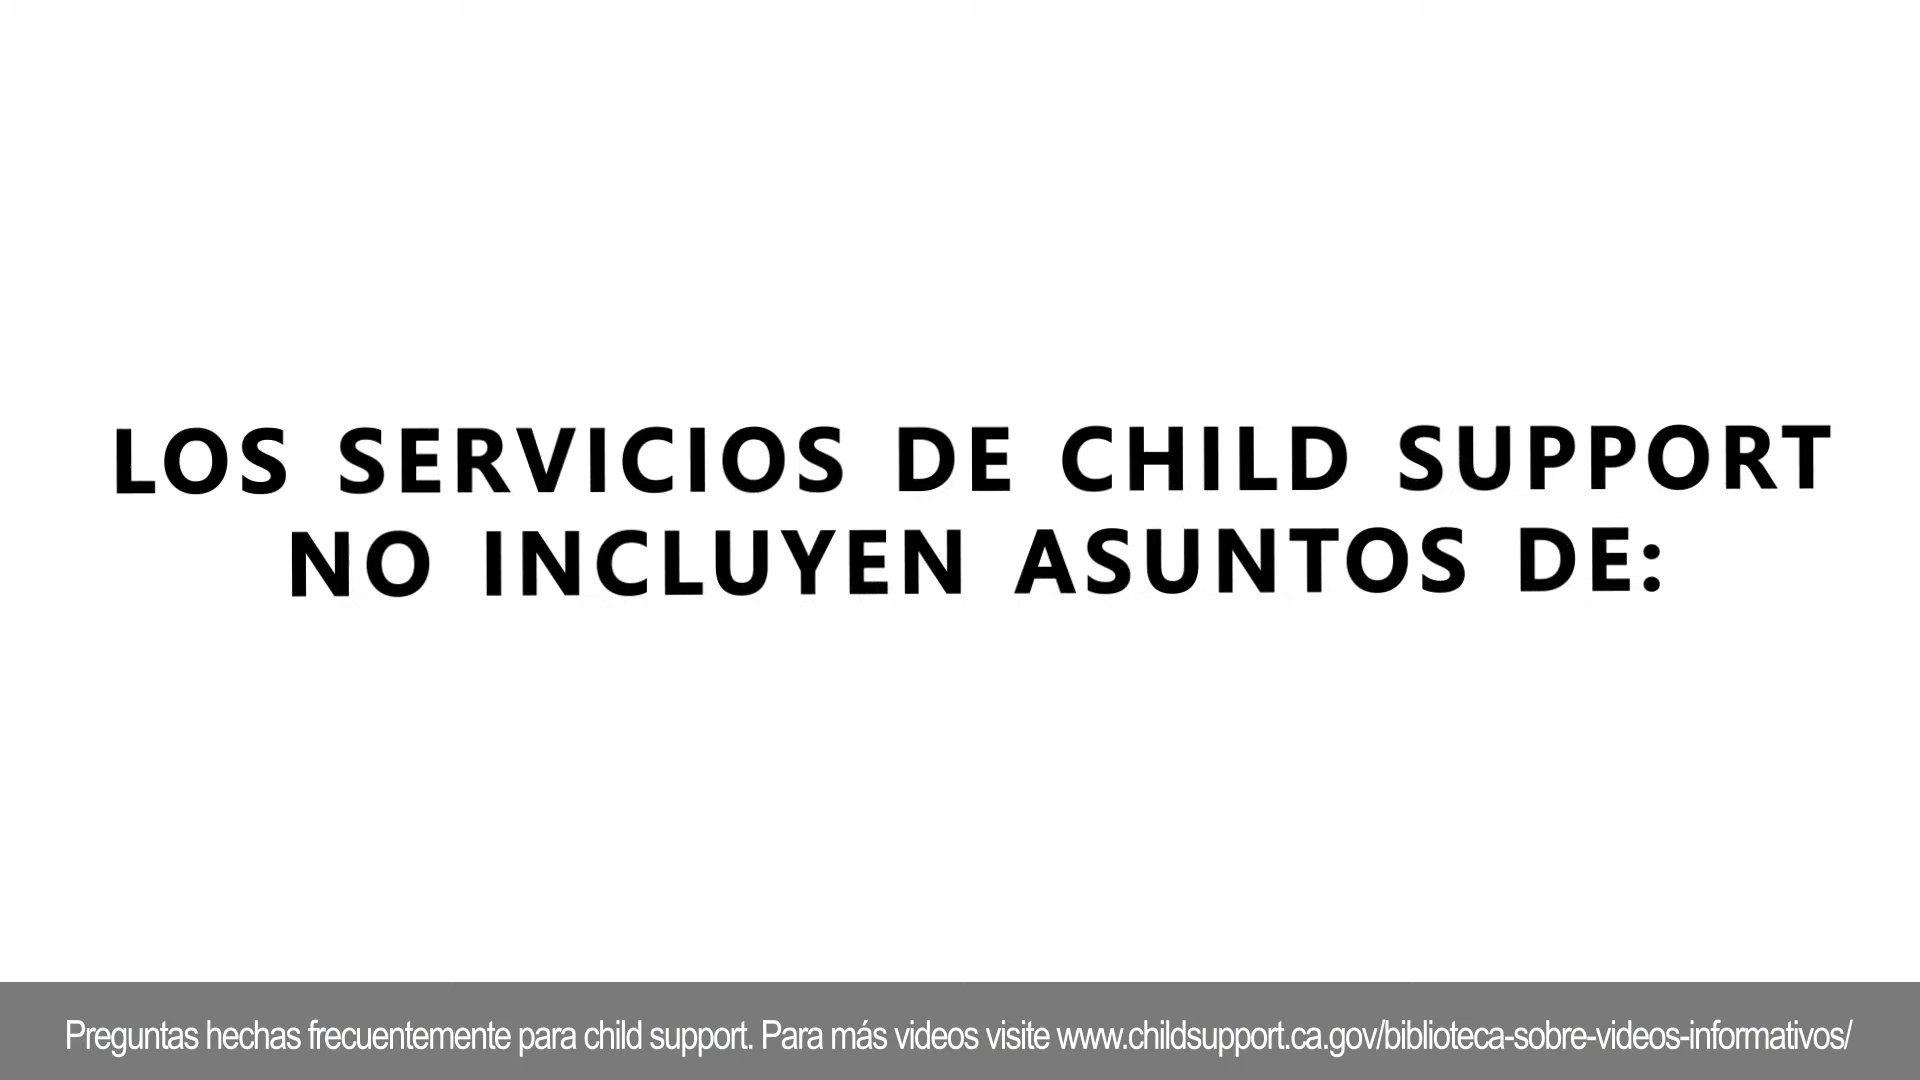 LOS SERVICIOS DE CHILD SUPPORT
NO INCLUYEN ASUNTOS DE:
Preguntas hechas frecuentemente para child support. Para más videos visite www.childsupport.ca.gov/biblioteca-sobre-videos-informativos/